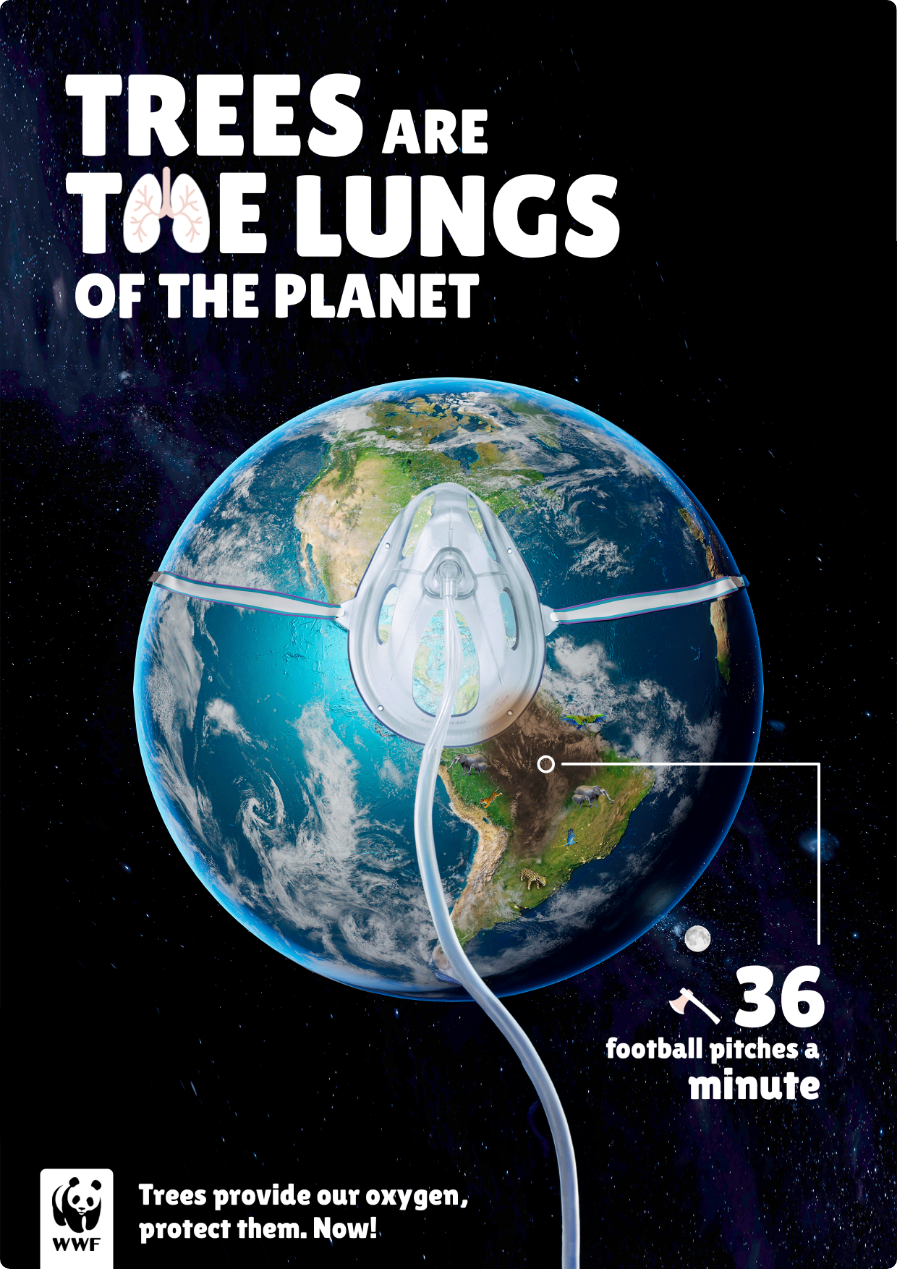 TREES ARE
THE LUNGS
OF THE PLANET
36
football pitches a
minute
Trees provide our oxygen,
protect them. Now!
WWF